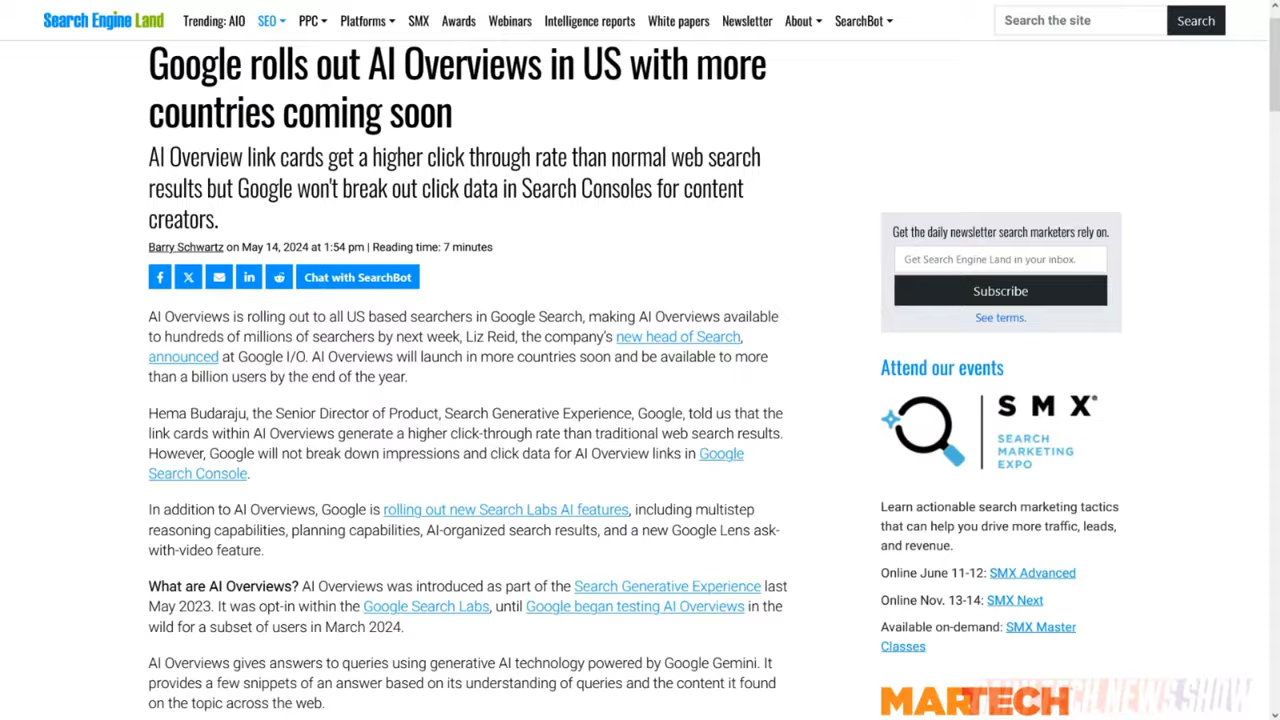 Search Engine Land
Trending: AIO SEO PPC Platforms SMX Awards Webinars Intelligence reports White papers Newsletter About SearchBot
Search the site Search
Google rolls out AI Overviews in US with more
countries coming soon
AI Overview link cards get a higher click through rate than normal web search
results but Google won't break out click data in Search Consoles for content
creators.
Barry Schwartz on May 14, 2024 at 1:54 pm | Reading time: 7 minutes
Chat with SearchBot
AI Overviews is rolling out to all US based searchers in Google Search, making AI Overviews available
to hundreds of millions of searchers by next week, Liz Reid, the company's new head of Search,
announced at Google I/O. AI Overviews will launch in more countries soon and be available to more
than a billion users by the end of the year.
Hema Budaraju, the Senior Director of Product, Search Generative Experience, Google, told us that the
link cards within AI Overviews generate a higher click-through rate than traditional web search results.
However, Google will not break down impressions and click data for AI Overview links in Google
Search Console.
In addition to AI Overviews, Google is rolling out new Search Labs AI features, including multistep
reasoning capabilities, planning capabilities, AI-organized search results, and a new Google Lens ask-
with-video feature.
What are AI Overviews? AI Overviews was introduced as part of the Search Generative Experience last
May 2023. It was opt-in within the Google Search Labs, until Google began testing AI Overviews in the
wild for a subset of users in March 2024.
AI Overviews gives answers to queries using generative AI technology powered by Google Gemini. It
provides a few snippets of an answer based on its understanding of queries and the content it found
on the topic across the web.
Get the daily newsletter search marketers rely on.
Get Search Engine Land in your inbox.
Subscribe
See terms.
Attend our events
SMX
SEARCH
MARKETING
EXPO
Learn actionable search marketing tactics
that can help you drive more traffic, leads,
and revenue.
Online June 11-12: SMX Advanced
Online Nov. 13-14: SMX Next
Available on-demand: SMX Master
Classes
MARTECH
TECH NEWS SHOW